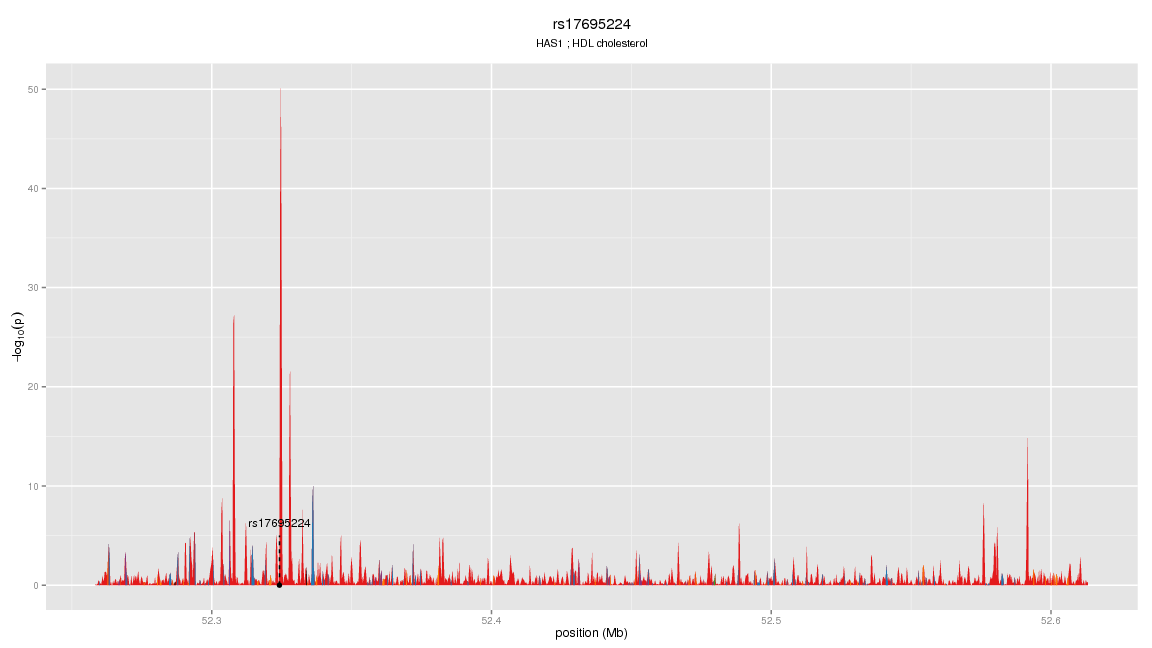 rs17695224
HAS1 ; HDL cholesterol
50
40
30
20
10
0
−log10(p)
rs17695224
52.3
52.4
52.5
52.6
position (Mb)